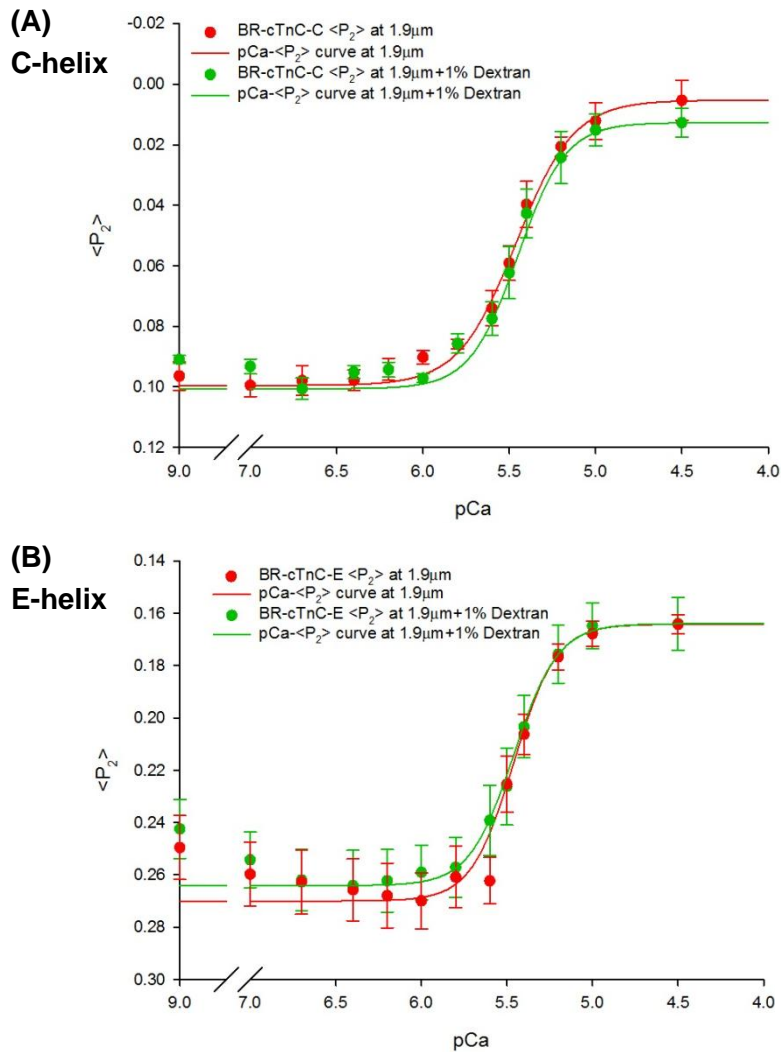 (A)
C-helix
BR-cTnC-C <P₂> at 1.9μm
pCa-<P₂> curve at 1.9μm
BR-cTnC-C <P₂> at 1.9μm+1% Dextran
pCa-<P₂> curve at 1.9μm+1% Dextran
-0.02
0.00
0.02
0.04
0.06
0.08
0.10
0.12
<P₂>
9.0 7.0 6.5 6.0 5.5 5.0 4.5 4.0
pCa
(B)
E-helix
BR-cTnC-E <P₂> at 1.9μm
pCa-<P₂> curve at 1.9μm
BR-cTnC-E <P₂> at 1.9μm+1% Dextran
pCa-<P₂> curve at 1.9μm+1% Dextran
0.14
0.16
0.18
0.20
0.22
0.24
0.26
0.28
0.30
<P₂>
9.0 7.0 6.5 6.0 5.5 5.0 4.5 4.0
pCa